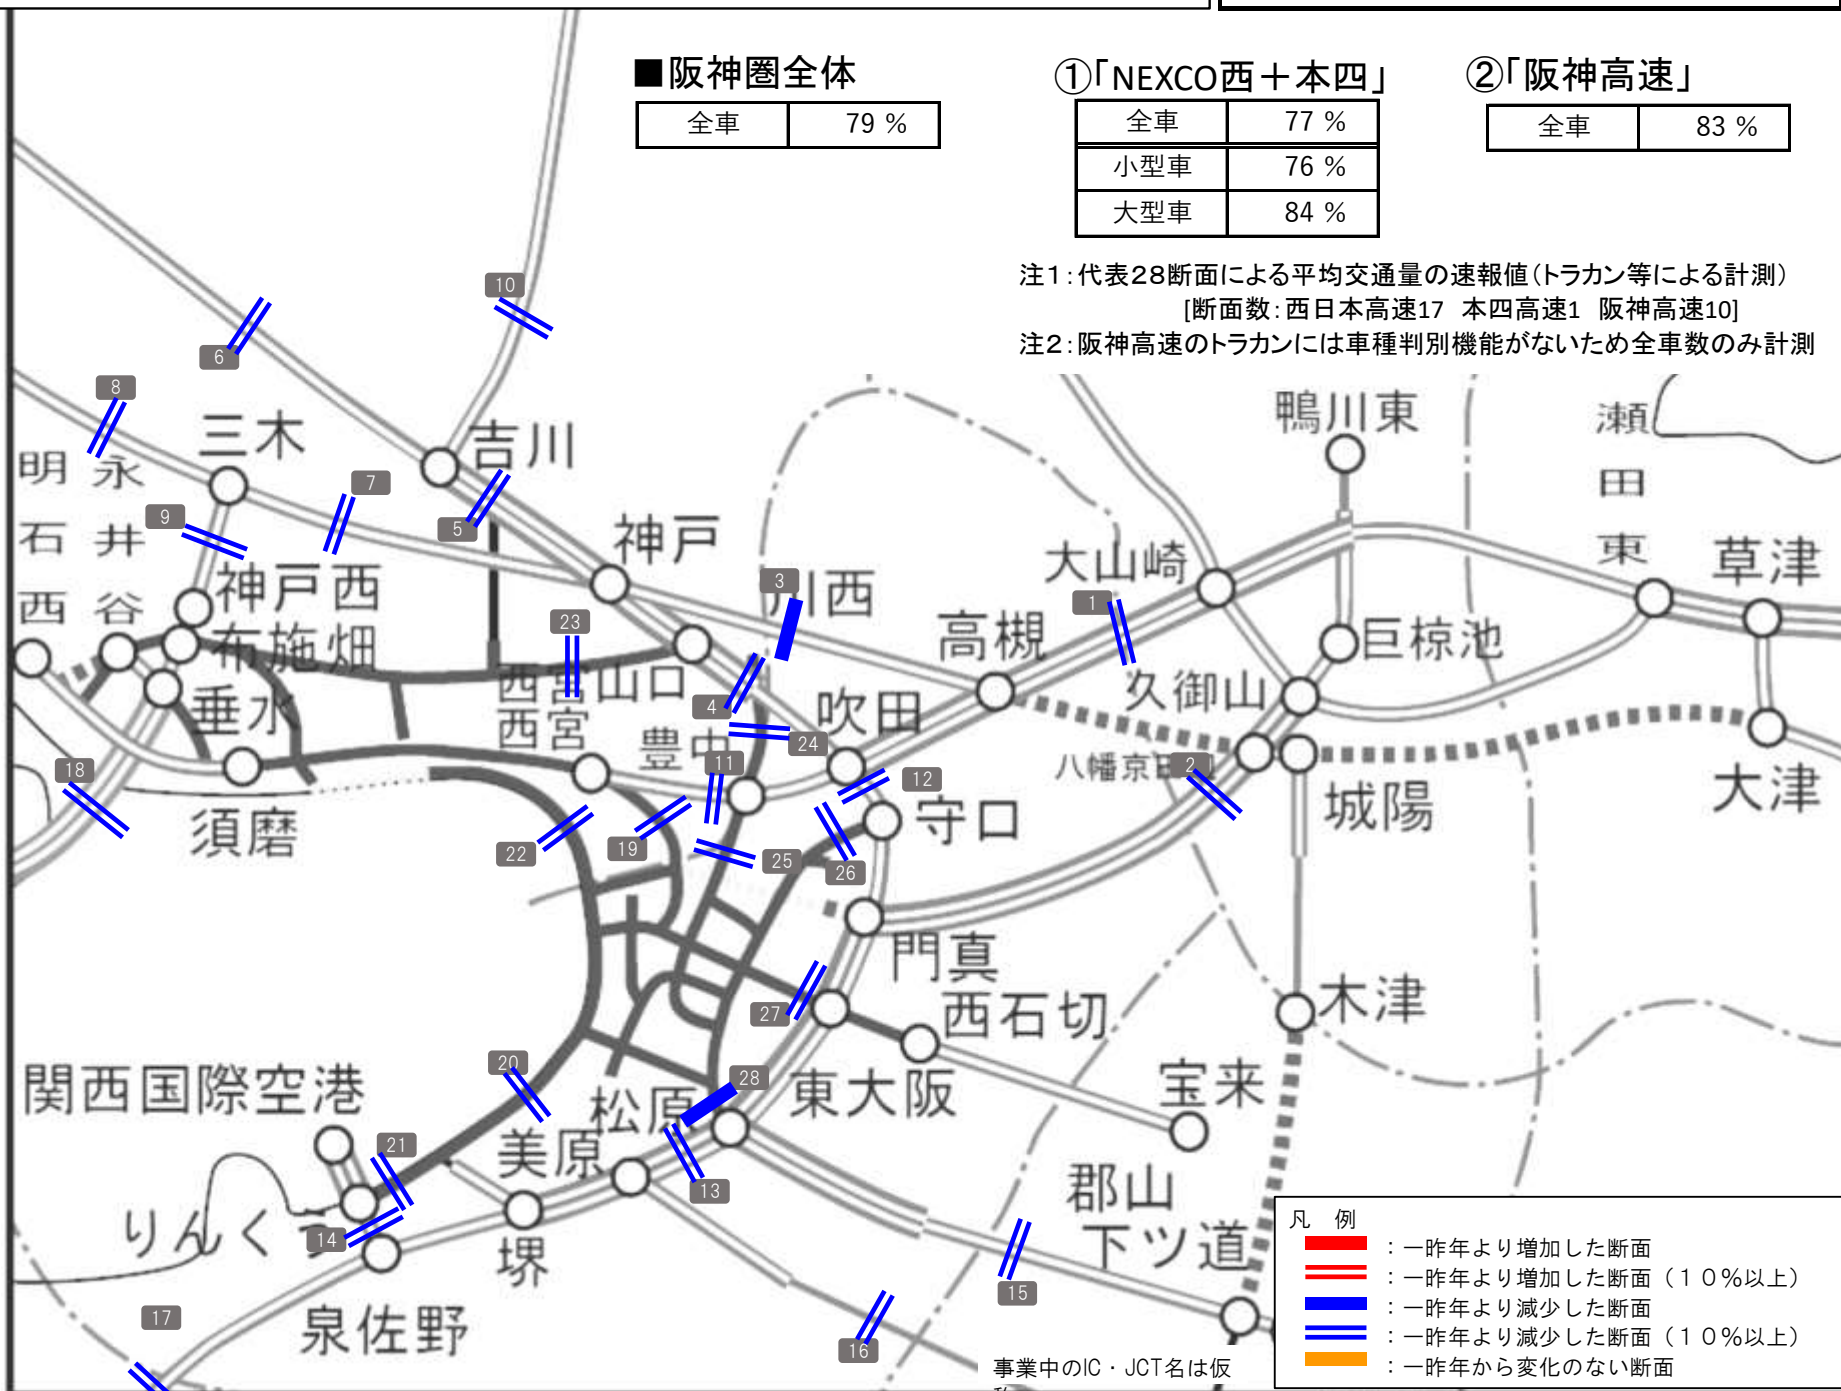 ■阪神圏全体
全車 79 %
①「NEXCO西＋本四」
全車 77 %
小型車 76 %
大型車 84 %
②「阪神高速」
全車 83 %
注1：代表28断面による平均交通量の速報値（トラカン等による計測）
[断面数：西日本高速17 本四高速1 阪神高速10]
注2：阪神高速のトラカンには車種判別機能がないため全車数のみ計測
10
6
8
三木
吉川
鴨川東
瀬田東
明石西
永井谷
7
9
5
神戸
大山崎
草津
神戸西
3
川西
1
高槻
布施畑
23
巨椋池
西宮山口
久御山
垂水
4
吹田
西宮
豊中
24
18
11
12
2
大津
須磨
守口
城陽
22
19
25
26
門真
27
西石切
木津
関西国際空港
20
28
松原
東大阪
宝来
21
美原
13
郡山
りんくう
14
堺
下ツ道
15
17
泉佐野
16
事業中のIC・JCT名は仮
凡 例
：一昨年より増加した断面
：一昨年より増加した断面（１０％以上）
：一昨年より減少した断面
：一昨年より減少した断面（１０％以上）
：一昨年から変化のない断面